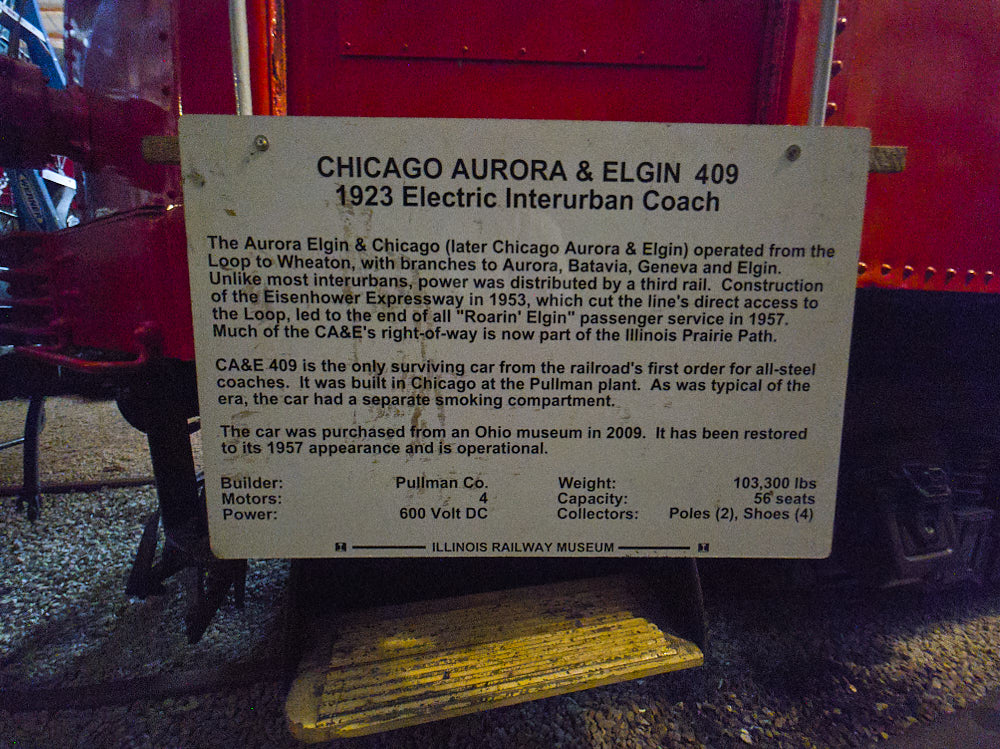 CHICAGO AURORA & ELGIN 409
1923 Electric Interurban Coach
The Aurora Elgin & Chicago (later Chicago Aurora & Elgin) operated from the
Loop to Wheaton, with branches to Aurora, Batavia, Geneva and Elgin.
Unlike most interurbans, power was distributed by a third rail. Construction
of the Eisenhower Expressway in 1953, which cut the line's direct access to
the Loop, led to the end of all "Roarin' Elgin" passenger service in 1957.
Much of the CA&E's right-of-way is now part of the Illinois Prairie Path.
CA&E 409 is the only surviving car from the railroad's first order for all-steel
coaches. It was built in Chicago at the Pullman plant. As was typical of the
era, the car had a separate smoking compartment.
The car was purchased from an Ohio museum in 2009. It has been restored
to its 1957 appearance and is operational.
Builder: Pullman Co. Weight: 103,300 lbs
Motors: 4 Capacity: 56 seats
Power: 600 Volt DC Collectors: Poles (2), Shoes (4)
ILLINOIS RAILWAY MUSEUM